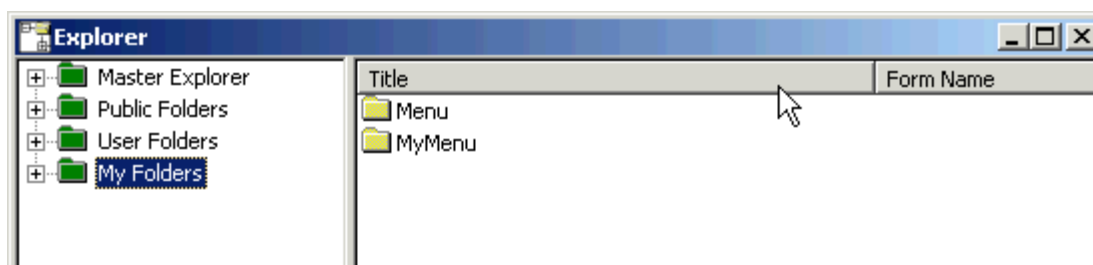 Explorer
Master Explorer
Public Folders
User Folders
My Folders
Title Form Name
Menu
MyMenu